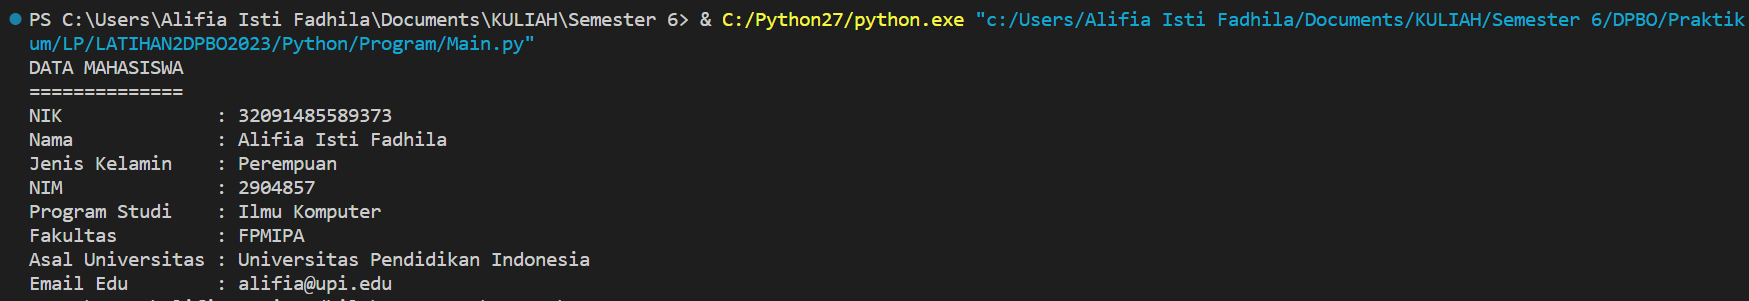 PS C:\Users\Alifia Isti Fadhila\Documents\KULIAH\Semester 6> & C:/Python27/python.exe "c:/Users/Alifia Isti Fadhila/Documents/KULIAH/Semester 6/DPBO/Praktik
um/LP/LATIHAN2DPBO2023/Python/Program/Main.py"
DATA MAHASISWA
==============
NIK              : 32091485589373
Nama             : Alifia Isti Fadhila
Jenis Kelamin    : Perempuan
NIM              : 2904857
Program Studi    : Ilmu Komputer
Fakultas         : FPMIPA
Asal Universitas : Universitas Pendidikan Indonesia
Email Edu        : alifia@upi.edu